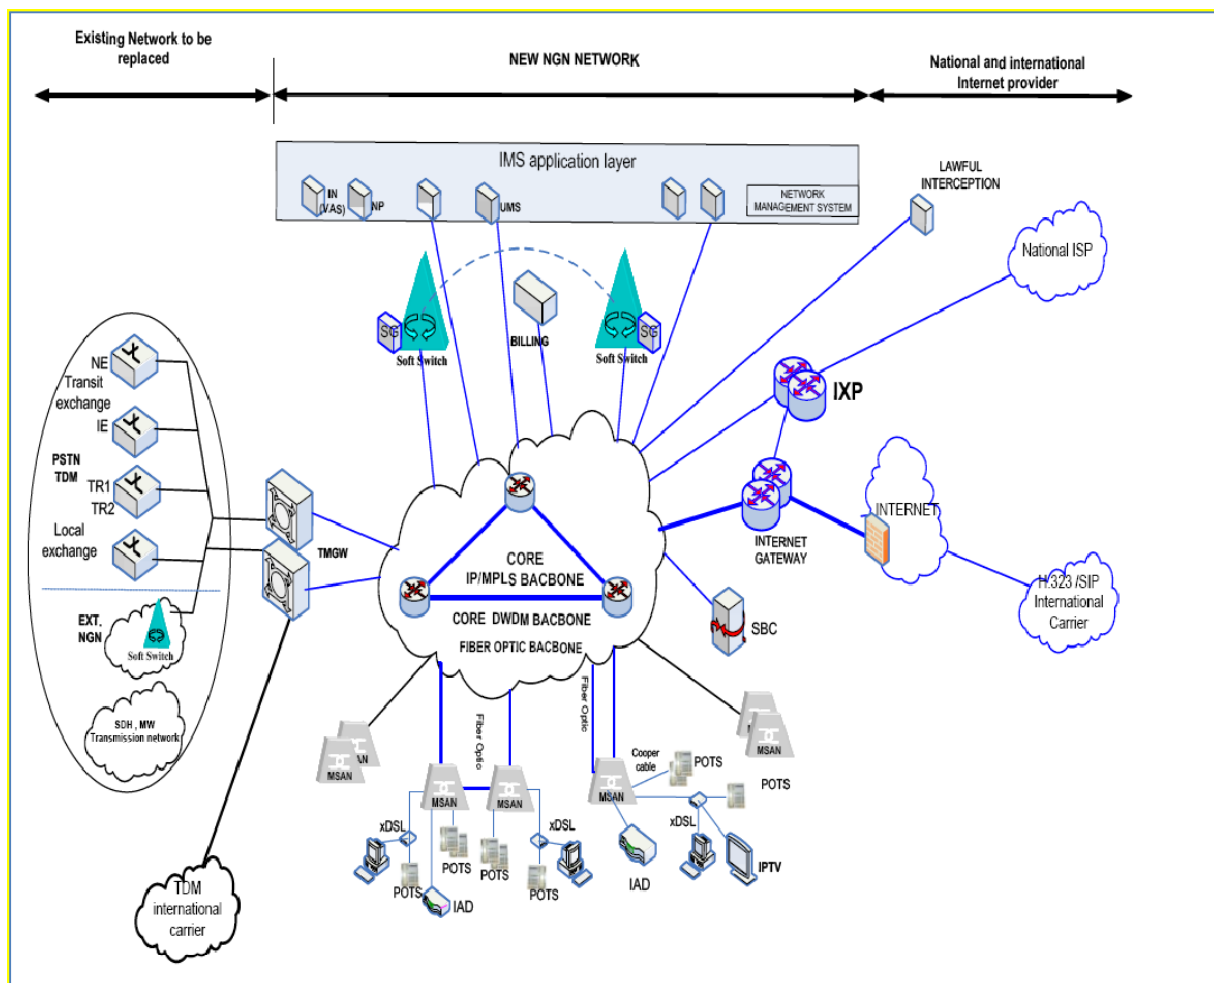 Existing Network to be
replaced
NEW NGN NETWORK
National and international
Internet provider
IMS application layer
IN
(VAS)
NP
UMS
NETWORK
MANAGEMENT SYSTEM
LAWFUL
INTERCEPTION
National ISP
SG
Soft Switch
BILLING
SG
Soft Switch
NE
Transit
exchange
IE
PSTN
TDM
TR1
TR2
Local
exchange
EXT.
NGN
Soft Switch
SDH , MW
Transmission network
TMGW
IXP
INTERNET
GATEWAY
INTERNET
H.323 /SIP
International
Carrier
CORE
IP/MPLS BACBONE
CORE DWDM BACBONE
FIBER OPTIC BACBONE
SBC
Fiber Optic
Fiber Optic
MSAN
MSAN
MSAN
MSAN
Cooper
cable
POTS
POTS
MSAN
xDSL
POTS
POTS
IAD
POTS
xDSL
POTS
IAD
xDSL
IPTV
TDM
international
carrier